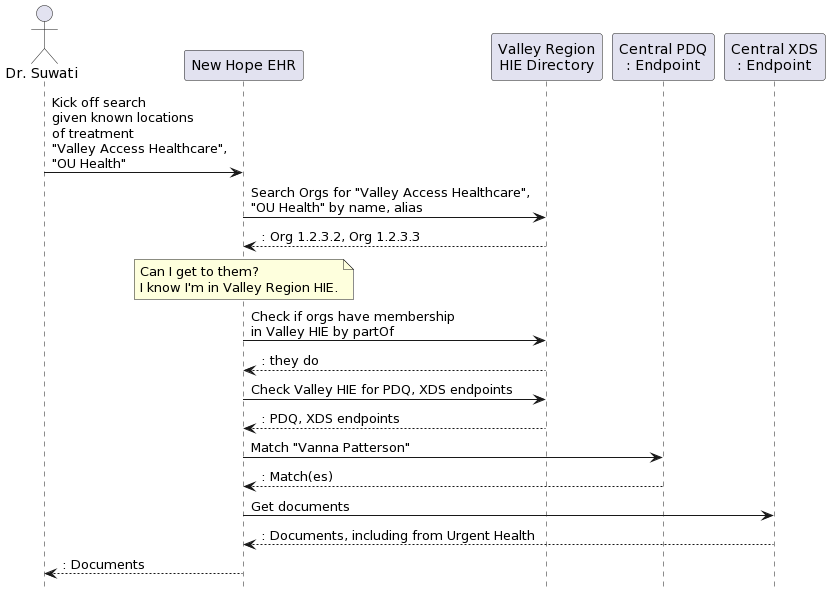 Dr. Suwati
New Hope EHR
Valley Region
HIE Directory
Central PDQ
: Endpoint
Central XDS
: Endpoint
Kick off search
given known locations
of treatment
"Valley Access Healthcare",
"OU Health"
Search Orgs for "Valley Access Healthcare",
"OU Health" by name, alias
: Org 1.2.3.2, Org 1.2.3.3
Can I get to them?
I know I'm in Valley Region HIE.
Check if orgs have membership
in Valley HIE by partOf
: they do
Check Valley HIE for PDQ, XDS endpoints
: PDQ, XDS endpoints
Match "Vanna Patterson"
: Match(es)
Get documents
: Documents, including from Urgent Health
: Documents